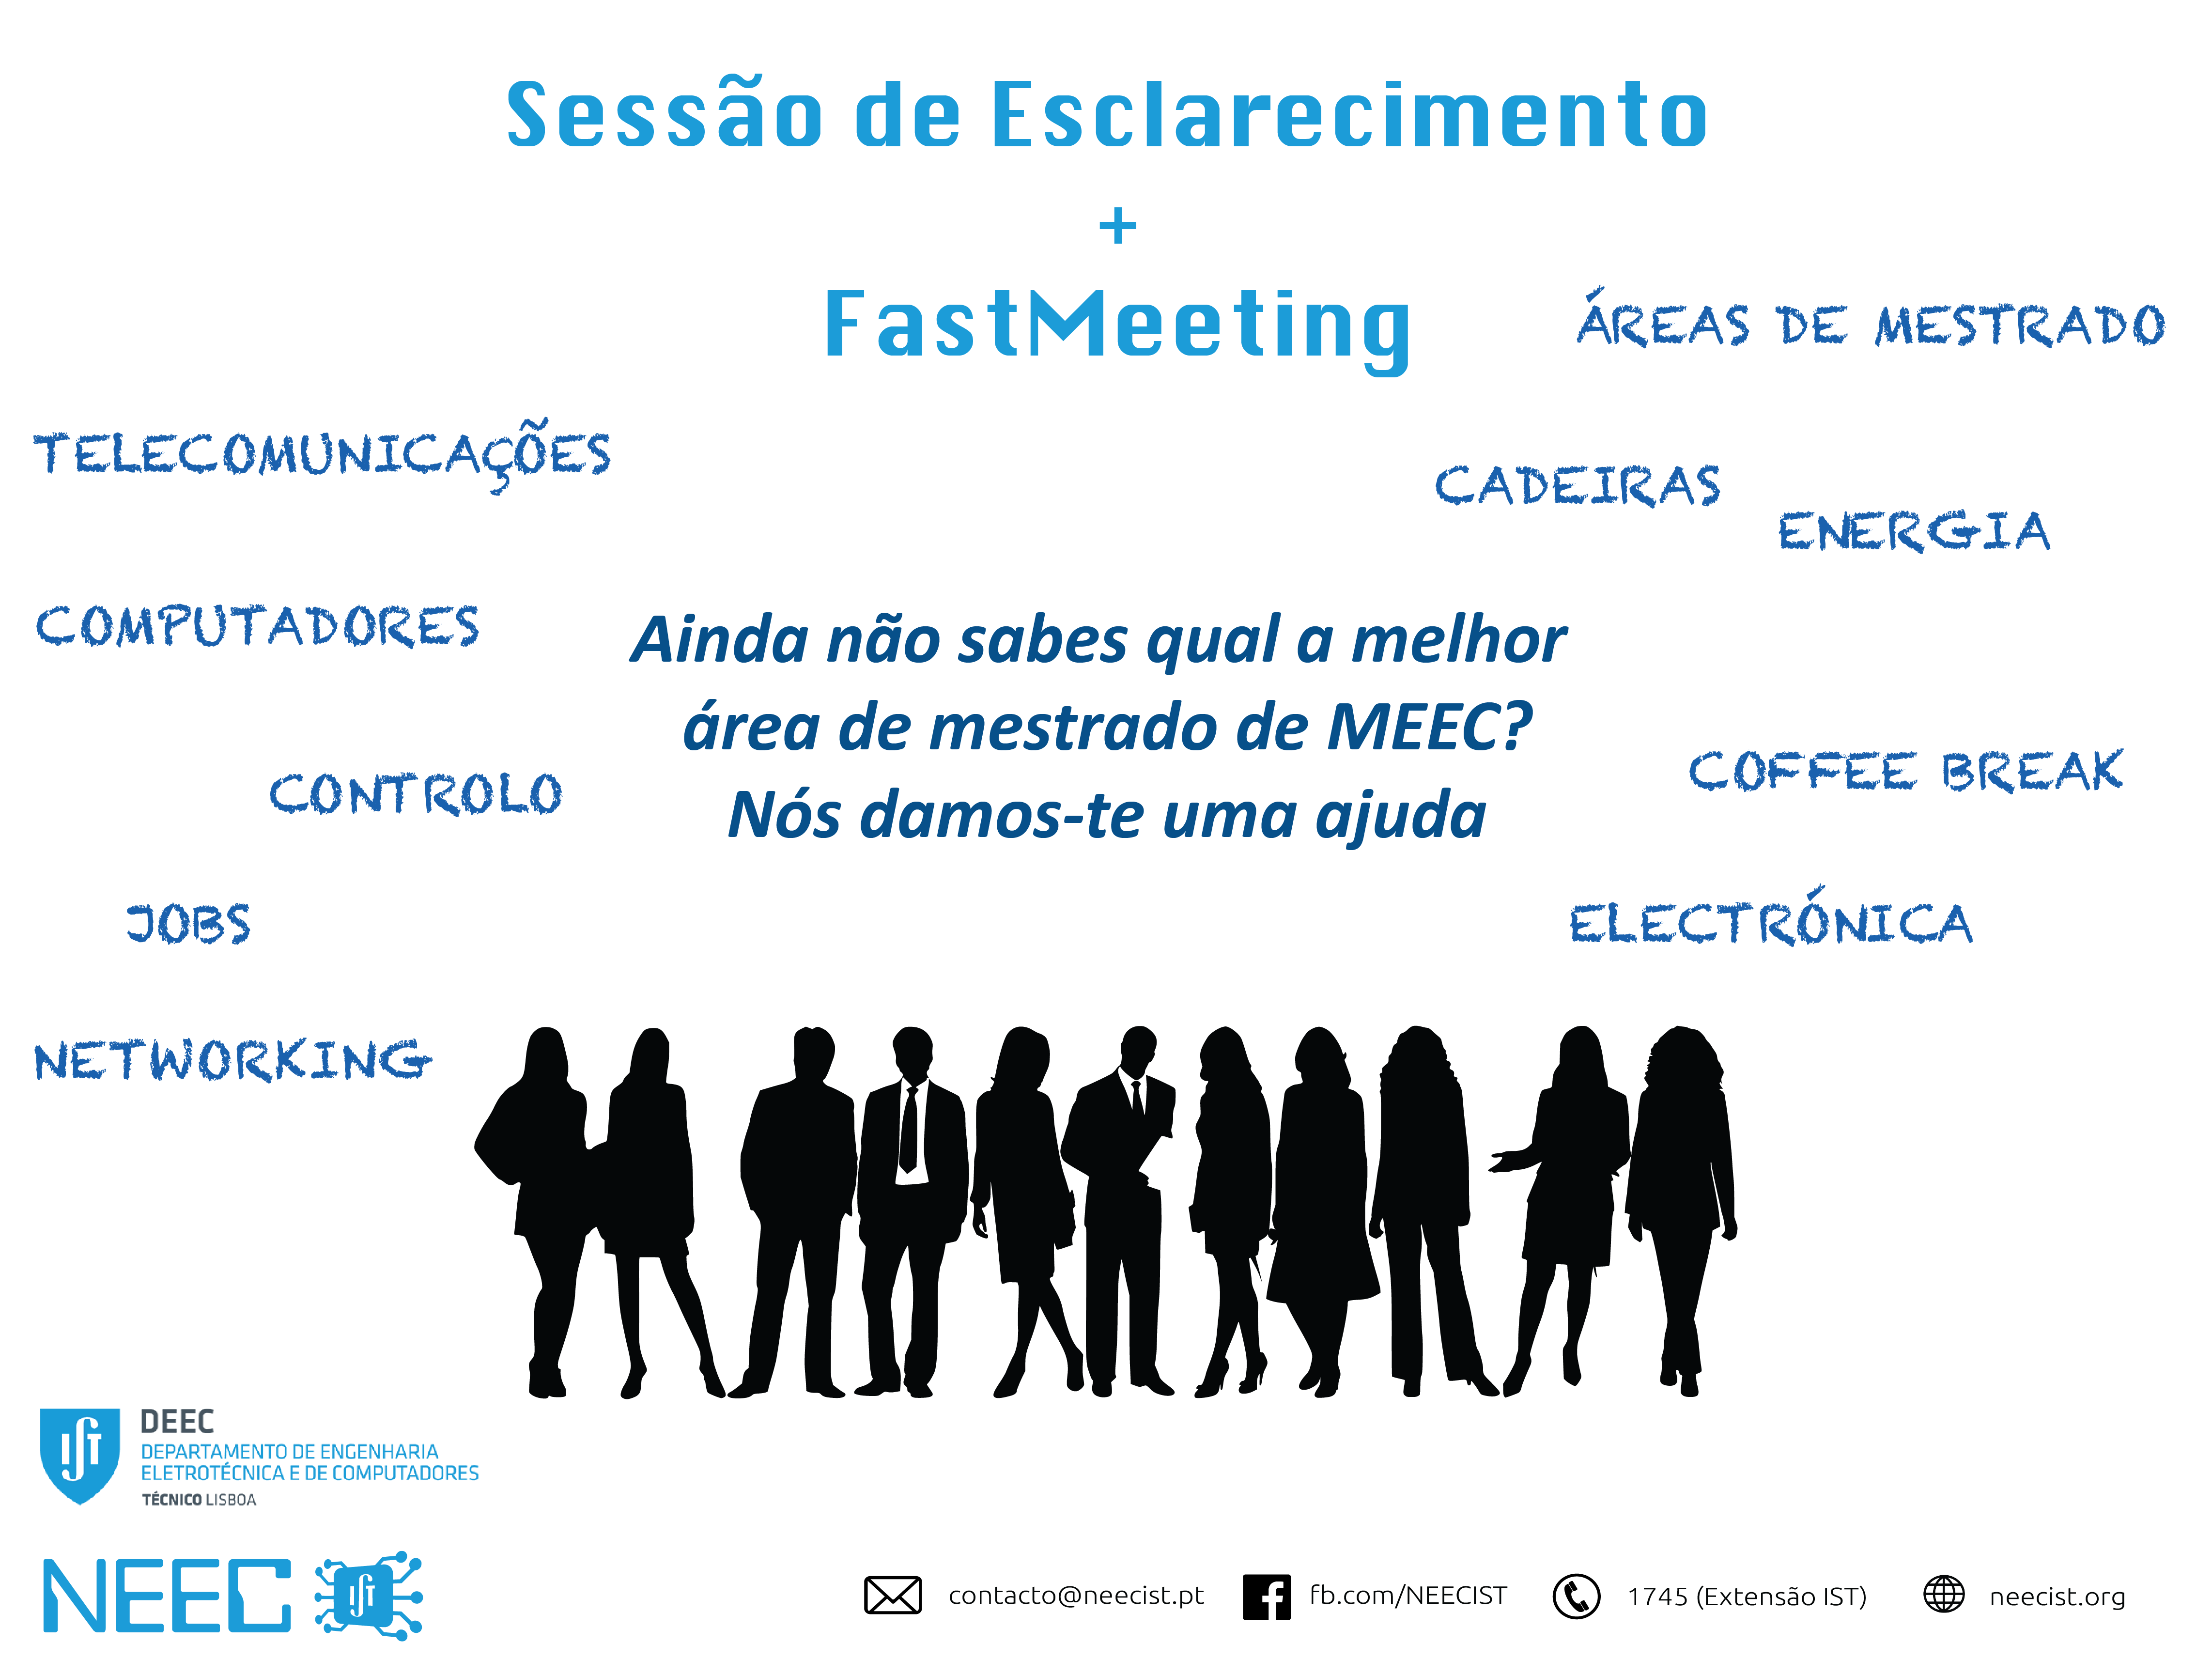 Sessão de Esclarecimento
+
FastMeeting
ÁREAS DE MESTRADO
TELECOMUNICAÇÕES
CADEIRAS
ENERGIA
COMPUTADORES
Ainda não sabes qual a melhor
área de mestrado de MEEC?
Nós damos-te uma ajuda
CONTROLO
COFFEE BREAK
JOBS
ELECTRÓNICA
NETWORKING
IST
DEEC
DEPARTAMENTO DE ENGENHARIA
ELETROTÉCNICA E DE COMPUTADORES
TÉCNICO LISBOA
NEEC
IST
contacto@neecist.pt
fb.com/NEECIST
1745 (Extensão IST)
neecist.org